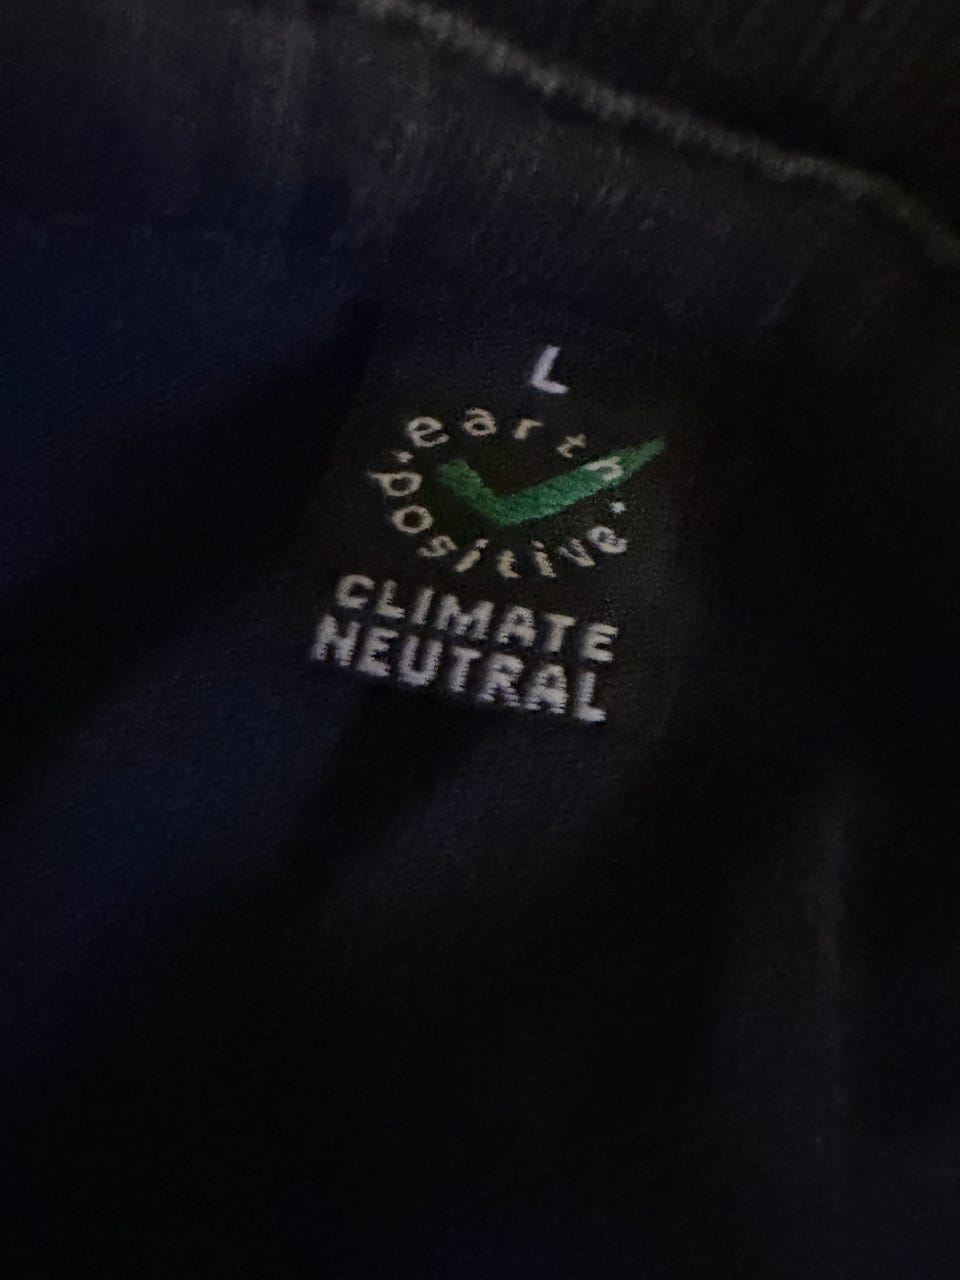 L
earth
positive
CLIMATE
NEUTRAL